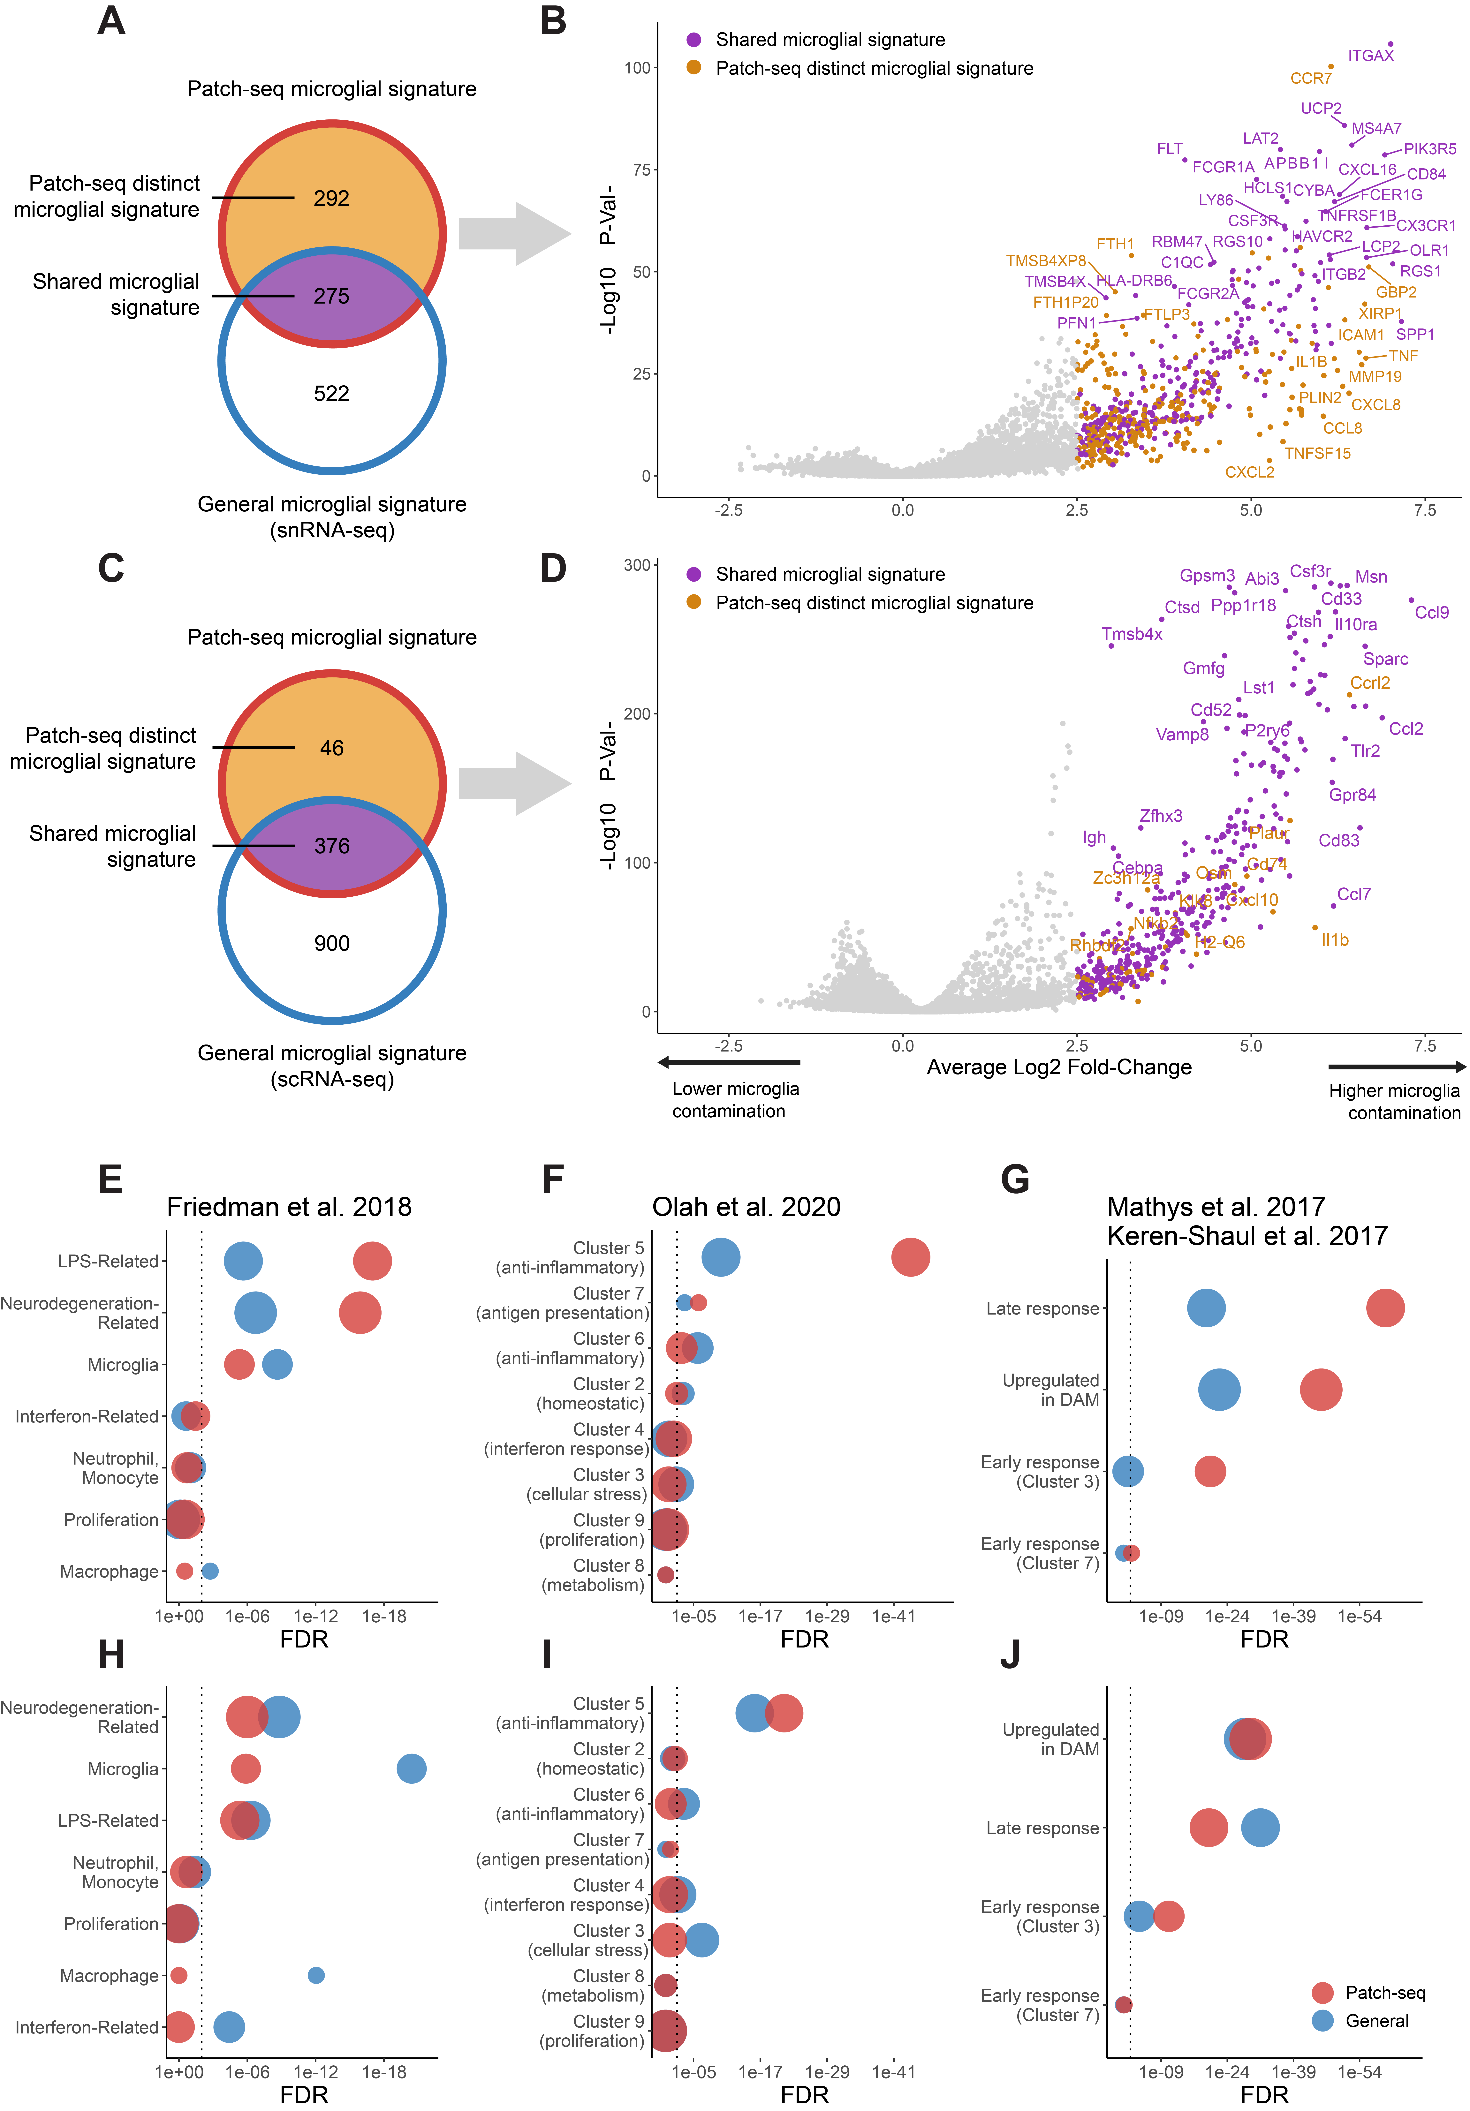 A
Patch-seq microglial signature
Patch-seq distinct
microglial signature
292
Shared microglial
signature
275
522
General microglial signature
(snRNA-seq)
B
Shared microglial signature
Patch-seq distinct microglial signature
-Log10 P-Val-
100
75
50
25
0
-2.5
0.0
2.5
5.0
7.5
ITGAX
CCR7
UCP2
MS4A7
LAT2
FLT
APBB1I
PIK3R5
FCGR1A
CXCL16
CD84
HCLS1
CYBA
FCER1G
LY86
TNFRSF1B
CSF3R
CX3CR1
FTH1
RBM47
RGS10
HAVCR2
LCP2
OLR1
TMSB4XP8
C1QC
ITGB2
RGS1
TMSB4X
HLA-DRB6
FCGR2A
GBP2
FTH1P20
FTLP3
XIRP1
PFN1
ICAM1
SPP1
IL1B
TNF
MMP19
PLIN2
CXCL8
CCL8
TNFSF15
CXCL2
C
Patch-seq microglial signature
Patch-seq distinct
microglial signature
46
Shared microglial
signature
376
900
General microglial signature
(scRNA-seq)
D
Shared microglial signature
Patch-seq distinct microglial signature
-Log10 P-Val-
300
200
100
0
-2.5
0.0
2.5
5.0
7.5
Average Log2 Fold-Change
Lower microglia
contamination
Higher microglia
contamination
Gpsm3
Abi3
Csf3r
Msn
Ctsd
Ppp1r18
Cd33
Ccl9
Tmsb4x
Ctsh
Il10ra
Gmfg
Sparc
Lst1
Ccrl2
Cd52
Vamp8
P2ry6
Ccl2
Tlr2
Gpr84
Zfhx3
Igh
Plaur
Cd83
Cebpa
Zc3h12a
Osm
Cd74
Klk8
Cxcl10
Ccl7
Nfkb2
Rhbdf2
H2-Q6
Il1b
E
Friedman et al. 2018
LPS-Related
Neurodegeneration-
Related
Microglia
Interferon-Related
Neutrophil,
Monocyte
Proliferation
Macrophage
1e+00
1e-06
1e-12
1e-18
FDR
F
Olah et al. 2020
Cluster 5
(anti-inflammatory)
Cluster 7
(antigen presentation)
Cluster 6
(anti-inflammatory)
Cluster 2
(homeostatic)
Cluster 4
(interferon response)
Cluster 3
(cellular stress)
Cluster 9
(proliferation)
Cluster 8
(metabolism)
1e-05
1e-17
1e-29
1e-41
FDR
G
Mathys et al. 2017
Keren-Shaul et al. 2017
Late response
Upregulated
in DAM
Early response
(Cluster 3)
Early response
(Cluster 7)
1e-09
1e-24
1e-39
1e-54
FDR
H
Neurodegeneration-
Related
Microglia
LPS-Related
Neutrophil,
Monocyte
Proliferation
Macrophage
Interferon-Related
1e+00
1e-06
1e-12
1e-18
FDR
I
Cluster 5
(anti-inflammatory)
Cluster 2
(homeostatic)
Cluster 6
(anti-inflammatory)
Cluster 7
(antigen presentation)
Cluster 4
(interferon response)
Cluster 3
(cellular stress)
Cluster 8
(metabolism)
Cluster 9
(proliferation)
1e-05
1e-17
1e-29
1e-41
FDR
J
Upregulated
in DAM
Late response
Early response
(Cluster 3)
Early response
(Cluster 7)
Patch-seq
General
1e-09
1e-24
1e-39
1e-54
FDR